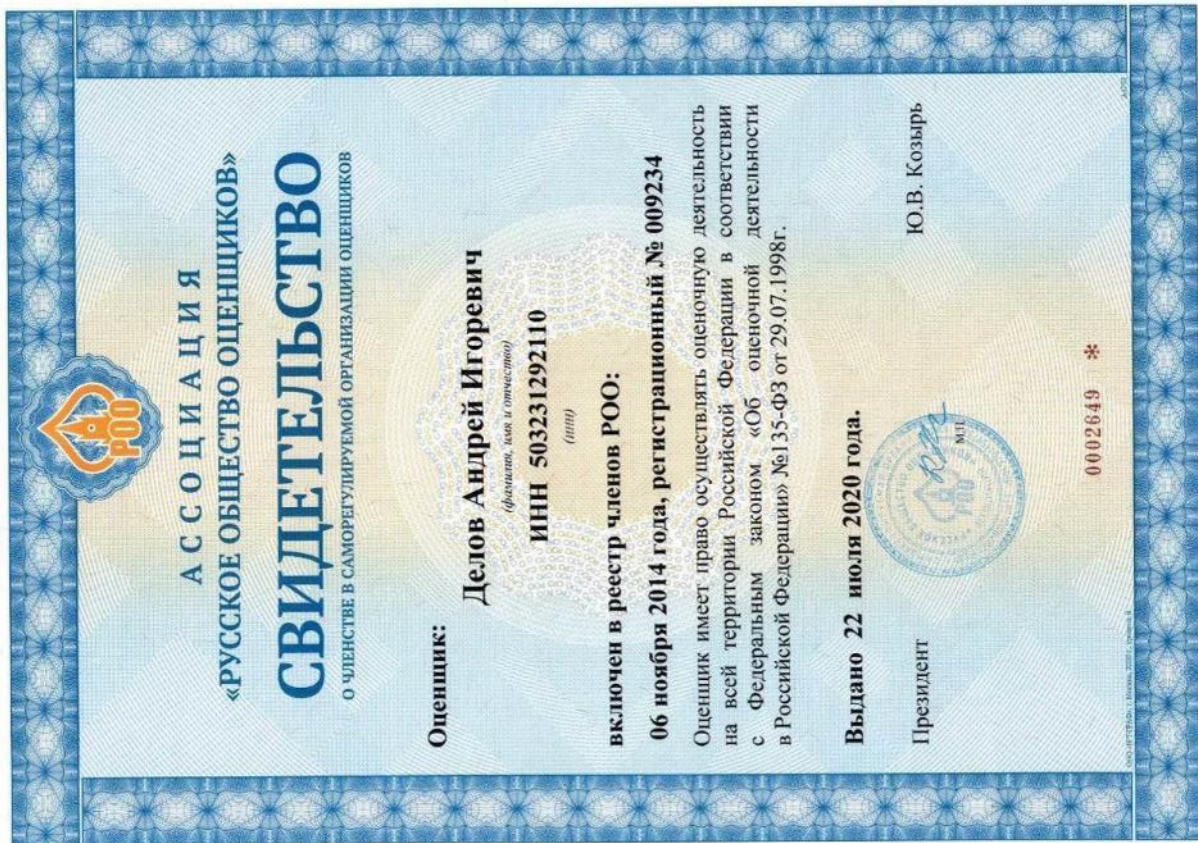 РОО
АССОЦИАЦИЯ
«РУССКОЕ ОБЩЕСТВО ОЦЕНЩИКОВ»
СВИДЕТЕЛЬСТВО
О ЧЛЕНСТВЕ В САМОРЕГУЛИРУЕМОЙ ОРГАНИЗАЦИИ ОЦЕНЩИКОВ
Оценщик:
Делов Андрей Игоревич
(фамилия, имя и отчество)
ИНН 503231292110
(инн)
включен в реестр членов РОО:
06 ноября 2014 года, регистрационный № 009234
Оценщик имеет право осуществлять оценочную деятельность
на всей территории Российской Федерации в соответствии
с Федеральным законом «Об оценочной деятельности
в Российской Федерации» №135-ФЗ от 29.07.1998г.
Выдано 22 июля 2020 года.
Президент
М.П.
Ю.В. Козырь
РОО
0002649 *